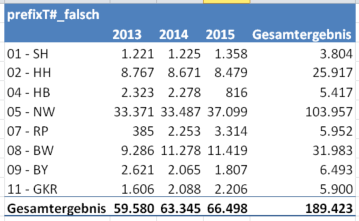 prefixT#_falsch
2013 2014 2015 Gesamtergebnis
01 - SH 1.221 1.225 1.358 3.804
02 - HH 8.767 8.671 8.479 25.917
04 - HB 2.323 2.278 816 5.417
05 - NW 33.371 33.487 37.099 103.957
07 - RP 385 2.253 3.314 5.952
08 - BW 9.286 11.278 11.419 31.983
09 - BY 2.621 2.065 1.807 6.493
11 - GKR 1.606 2.088 2.206 5.900
Gesamtergebnis 59.580 63.345 66.498 189.423